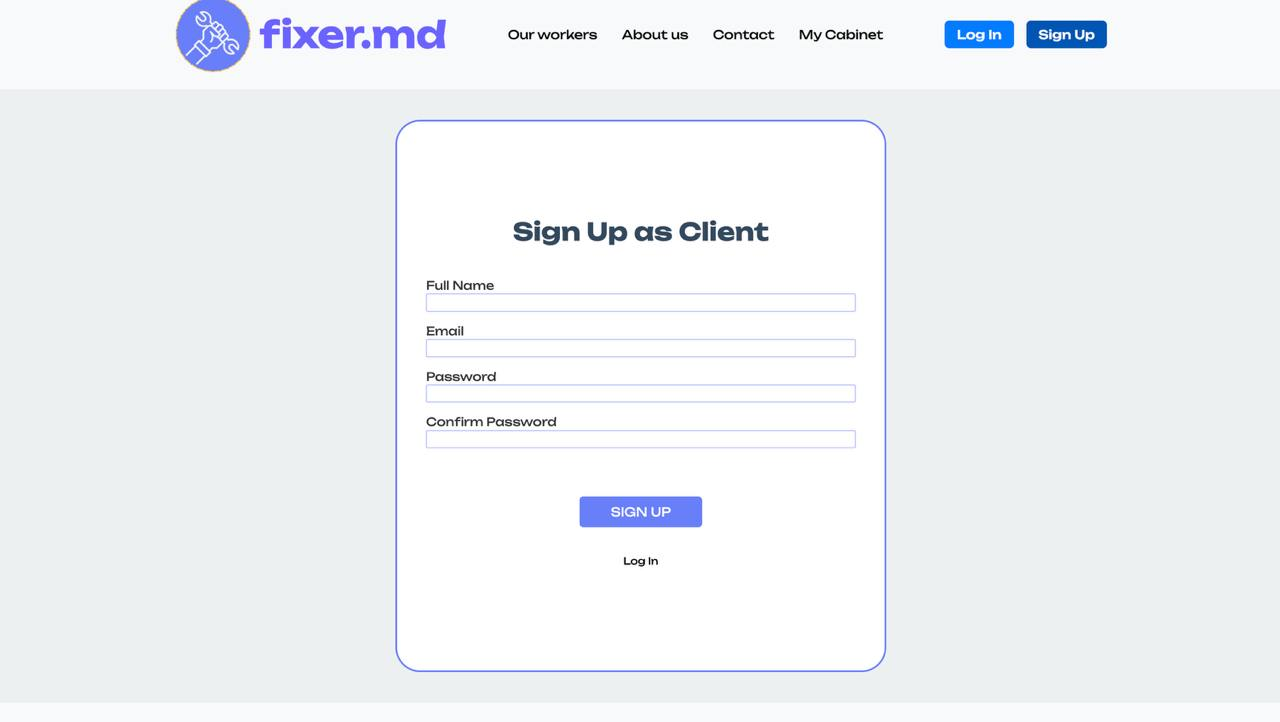 fixer.md
Our workers About us Contact My Cabinet Log In Sign Up
Sign Up as Client
Full Name
Email
Password
Confirm Password
SIGN UP
Log In